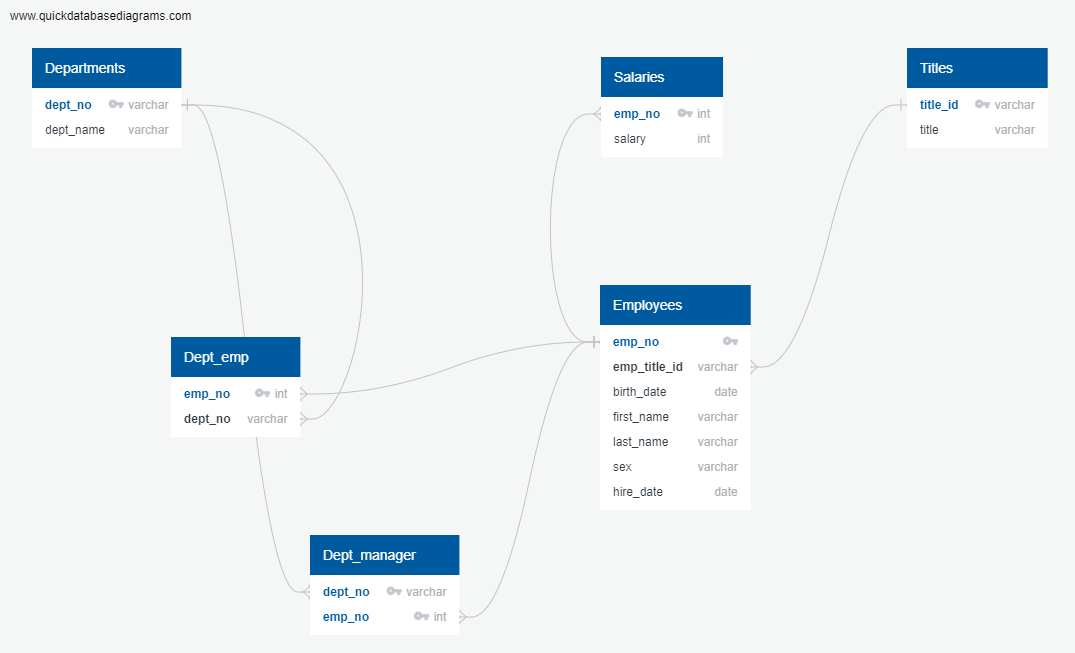 www.quickdatabasediagrams.com
Departments
dept_no varchar
dept_name varchar
Salaries
emp_no int
salary int
Titles
title_id varchar
title varchar
Employees
emp_no
emp_title_id varchar
birth_date date
first_name varchar
last_name varchar
sex varchar
hire_date date
Dept_emp
emp_no int
dept_no varchar
Dept_manager
dept_no varchar
emp_no int